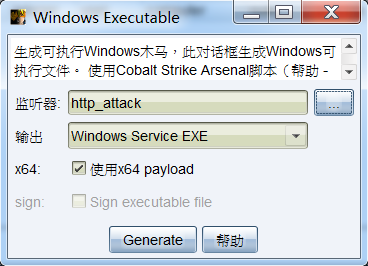 Windows Executable
生成可执行Windows木马，此对话框生成Windows可
执行文件。 使用Cobalt Strike Arsenal脚本（帮助 -
监听器: http_attack ...
输出 Windows Service EXE
x64: 使用x64 payload
sign: Sign executable file
Generate 帮助